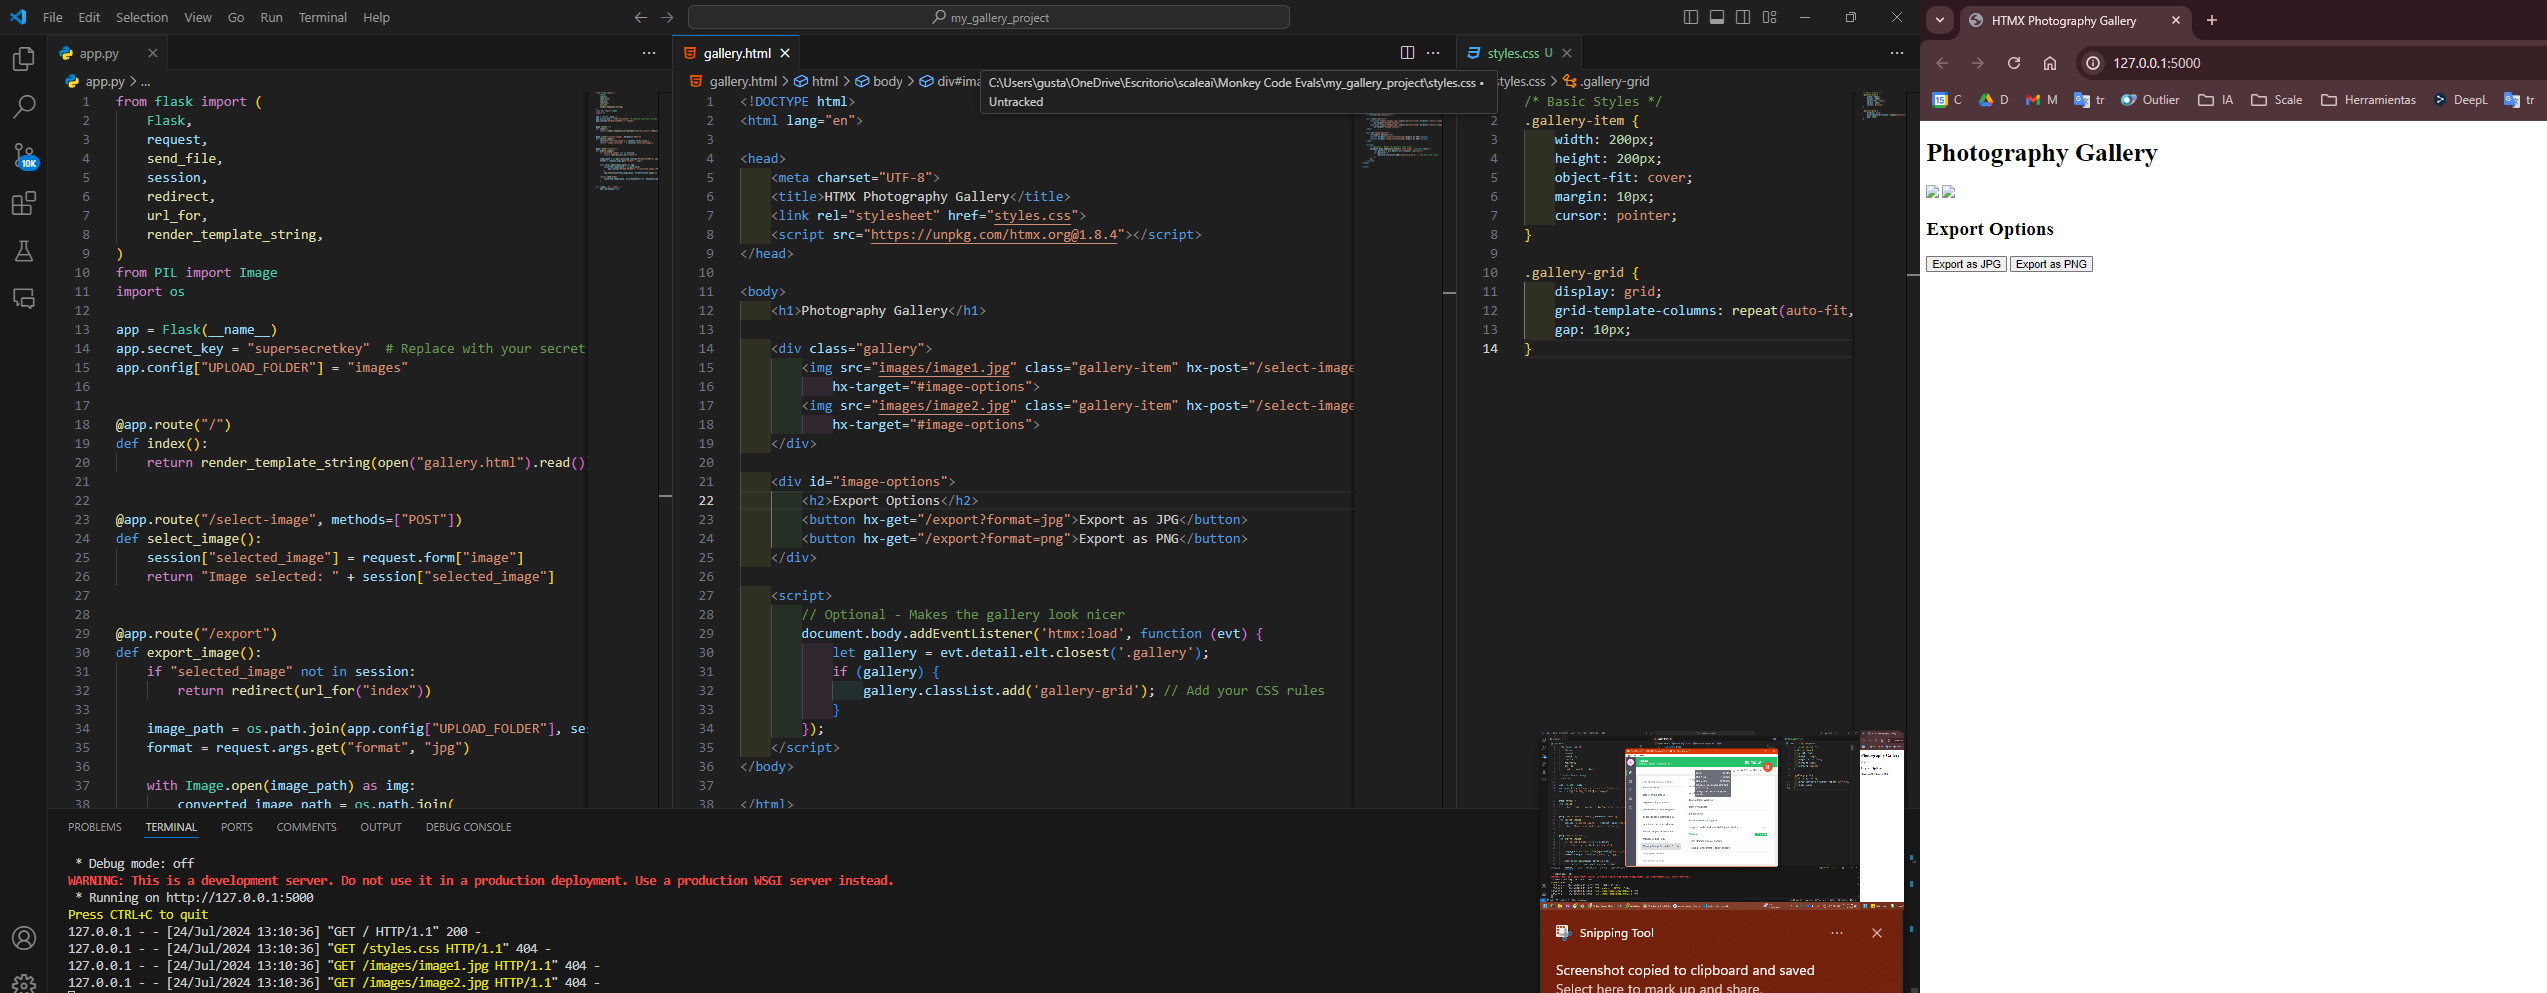 File Edit Selection View Go Run Terminal Help
my_gallery_project
app.py
app.py > ...
1 from flask import (
2 Flask,
3 request,
4 send_file,
5 session,
6 redirect,
7 url_for,
8 render_template_string,
9 )
10 from PIL import Image
11 import os
12
13 app = Flask(__name__)
14 app.secret_key = "supersecretkey" # Replace with your secret
15 app.config["UPLOAD_FOLDER"] = "images"
16
17
18 @app.route("/")
19 def index():
20 return render_template_string(open("gallery.html").read()
21
22
23 @app.route("/select-image", methods=["POST"])
24 def select_image():
25 session["selected_image"] = request.form["image"]
26 return "Image selected: " + session["selected_image"]
27
28
29 @app.route("/export")
30 def export_image():
31 if "selected_image" not in session:
32 return redirect(url_for("index"))
33
34 image_path = os.path.join(app.config["UPLOAD_FOLDER"], se
35 format = request.args.get("format", "jpg")
36
37 with Image.open(image_path) as img:
38 converted_image_path = os.path.join(
10K
gallery.html
gallery.html > html > body > div#ima
1 <!DOCTYPE html>
2 <html lang="en">
3
4 <head>
5 <meta charset="UTF-8">
6 <title>HTMX Photography Gallery</title>
7 <link rel="stylesheet" href="styles.css">
8 <script src="https://unpkg.com/htmx.org@1.8.4"></script>
9 </head>
10
11 <body>
12 <h1>Photography Gallery</h1>
13
14 <div class="gallery">
15 <img src="images/image1.jpg" class="gallery-item" hx-post="/select-image
16 hx-target="#image-options">
17 <img src="images/image2.jpg" class="gallery-item" hx-post="/select-image
18 hx-target="#image-options">
19 </div>
20
21 <div id="image-options">
22 <h2>Export Options</h2>
23 <button hx-get="/export?format=jpg">Export as JPG</button>
24 <button hx-get="/export?format=png">Export as PNG</button>
25 </div>
26
27 <script>
28 // Optional - Makes the gallery look nicer
29 document.body.addEventListener('htmx:load', function (evt) {
30 let gallery = evt.detail.elt.closest('.gallery');
31 if (gallery) {
32 gallery.classList.add('gallery-grid'); // Add your CSS rules
33 }
34 });
35 </script>
36 </body>
37
38 </html>
C:\Users\gusta\OneDrive\Escritorio\scaleai\Monkey Code Evals\my_gallery_project\styles.css •
Untracked
styles.css U
styles.css > .gallery-grid
/* Basic Styles */
2 .gallery-item {
3 width: 200px;
4 height: 200px;
5 object-fit: cover;
6 margin: 10px;
7 cursor: pointer;
8 }
9
10 .gallery-grid {
11 display: grid;
12 grid-template-columns: repeat(auto-fit,
13 gap: 10px;
14 }
PROBLEMS TERMINAL PORTS COMMENTS OUTPUT DEBUG CONSOLE
* Debug mode: off
WARNING: This is a development server. Do not use it in a production deployment. Use a production WSGI server instead.
* Running on http://127.0.0.1:5000
Press CTRL+C to quit
127.0.0.1 - - [24/Jul/2024 13:10:36] "GET / HTTP/1.1" 200 -
127.0.0.1 - - [24/Jul/2024 13:10:36] "GET /styles.css HTTP/1.1" 404 -
127.0.0.1 - - [24/Jul/2024 13:10:36] "GET /images/image1.jpg HTTP/1.1" 404 -
127.0.0.1 - - [24/Jul/2024 13:10:36] "GET /images/image2.jpg HTTP/1.1" 404 -
Snipping Tool
Screenshot copied to clipboard and saved
Select here to mark up and share.
HTMX Photography Gallery
127.0.0.1:5000
C D M tr Outlier IA Scale Herramientas DeepL tr
Photography Gallery
Export Options
Export as JPG Export as PNG